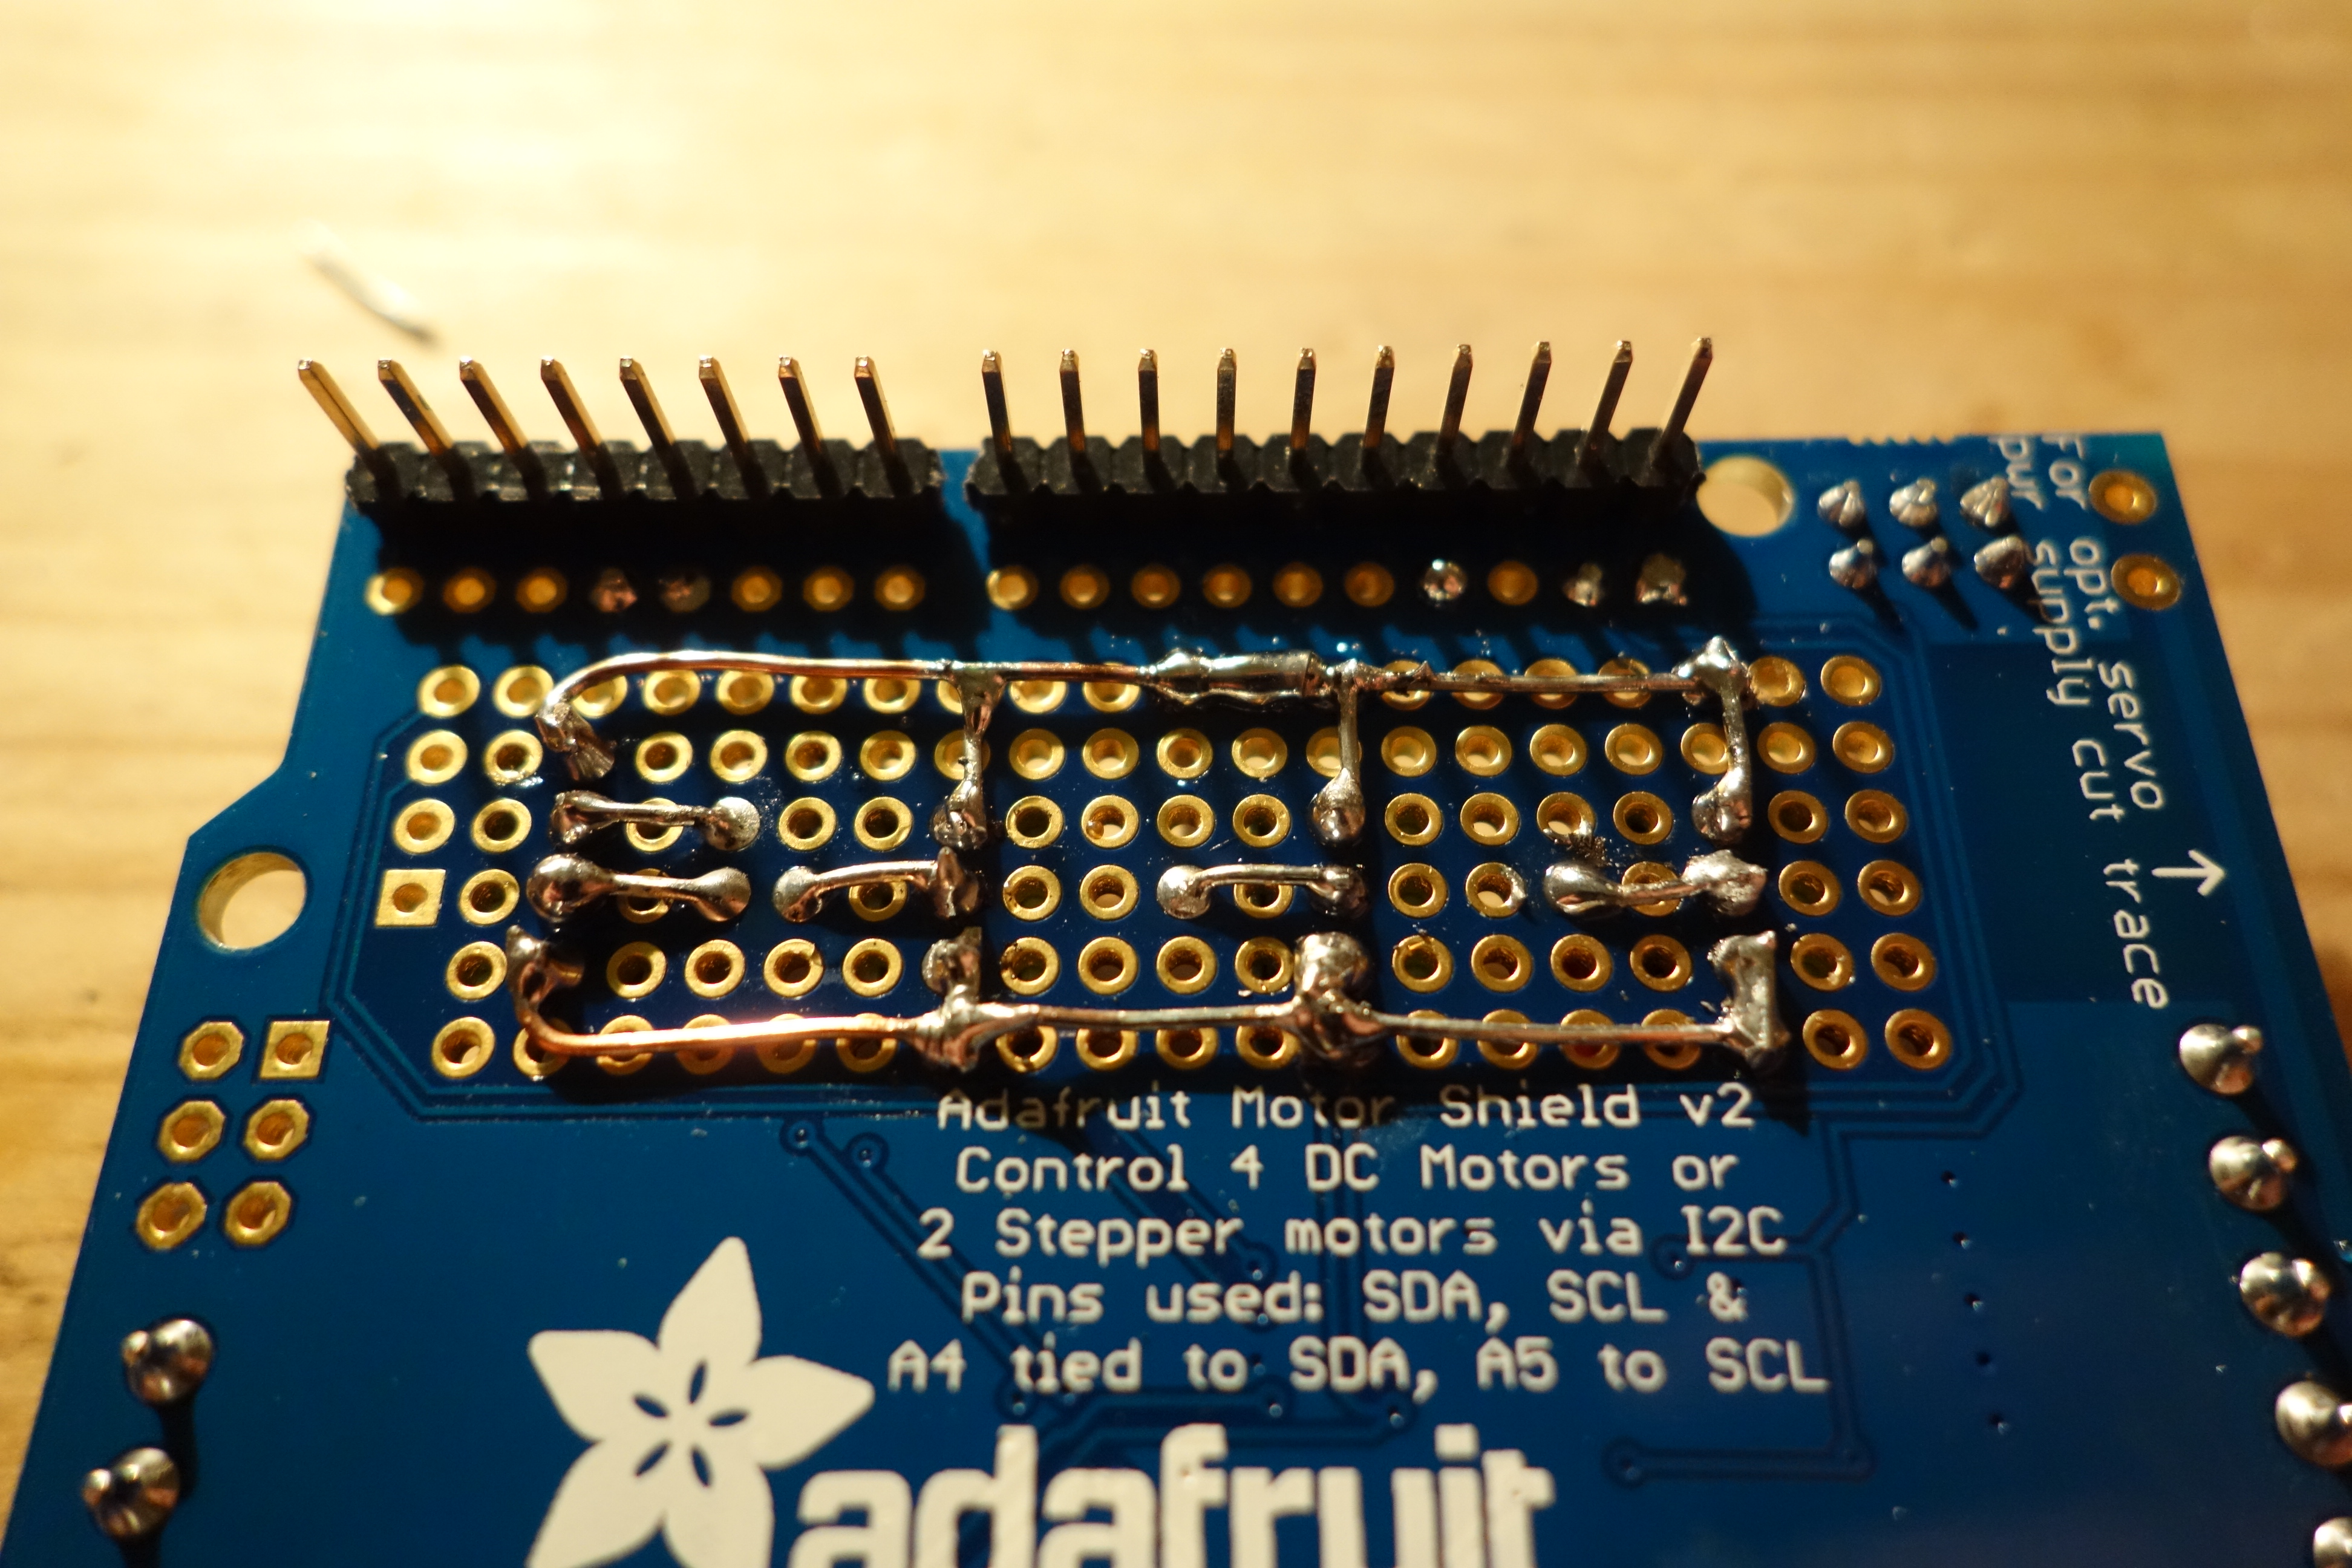 For opt. servo
pwr supply cut trace
Adafruit Motor Shield v2
Control 4 DC Motors or
2 Stepper motors via I2C
Pins used: SDA, SCL &
A4 tied to SDA, A5 to SCL
adafruit